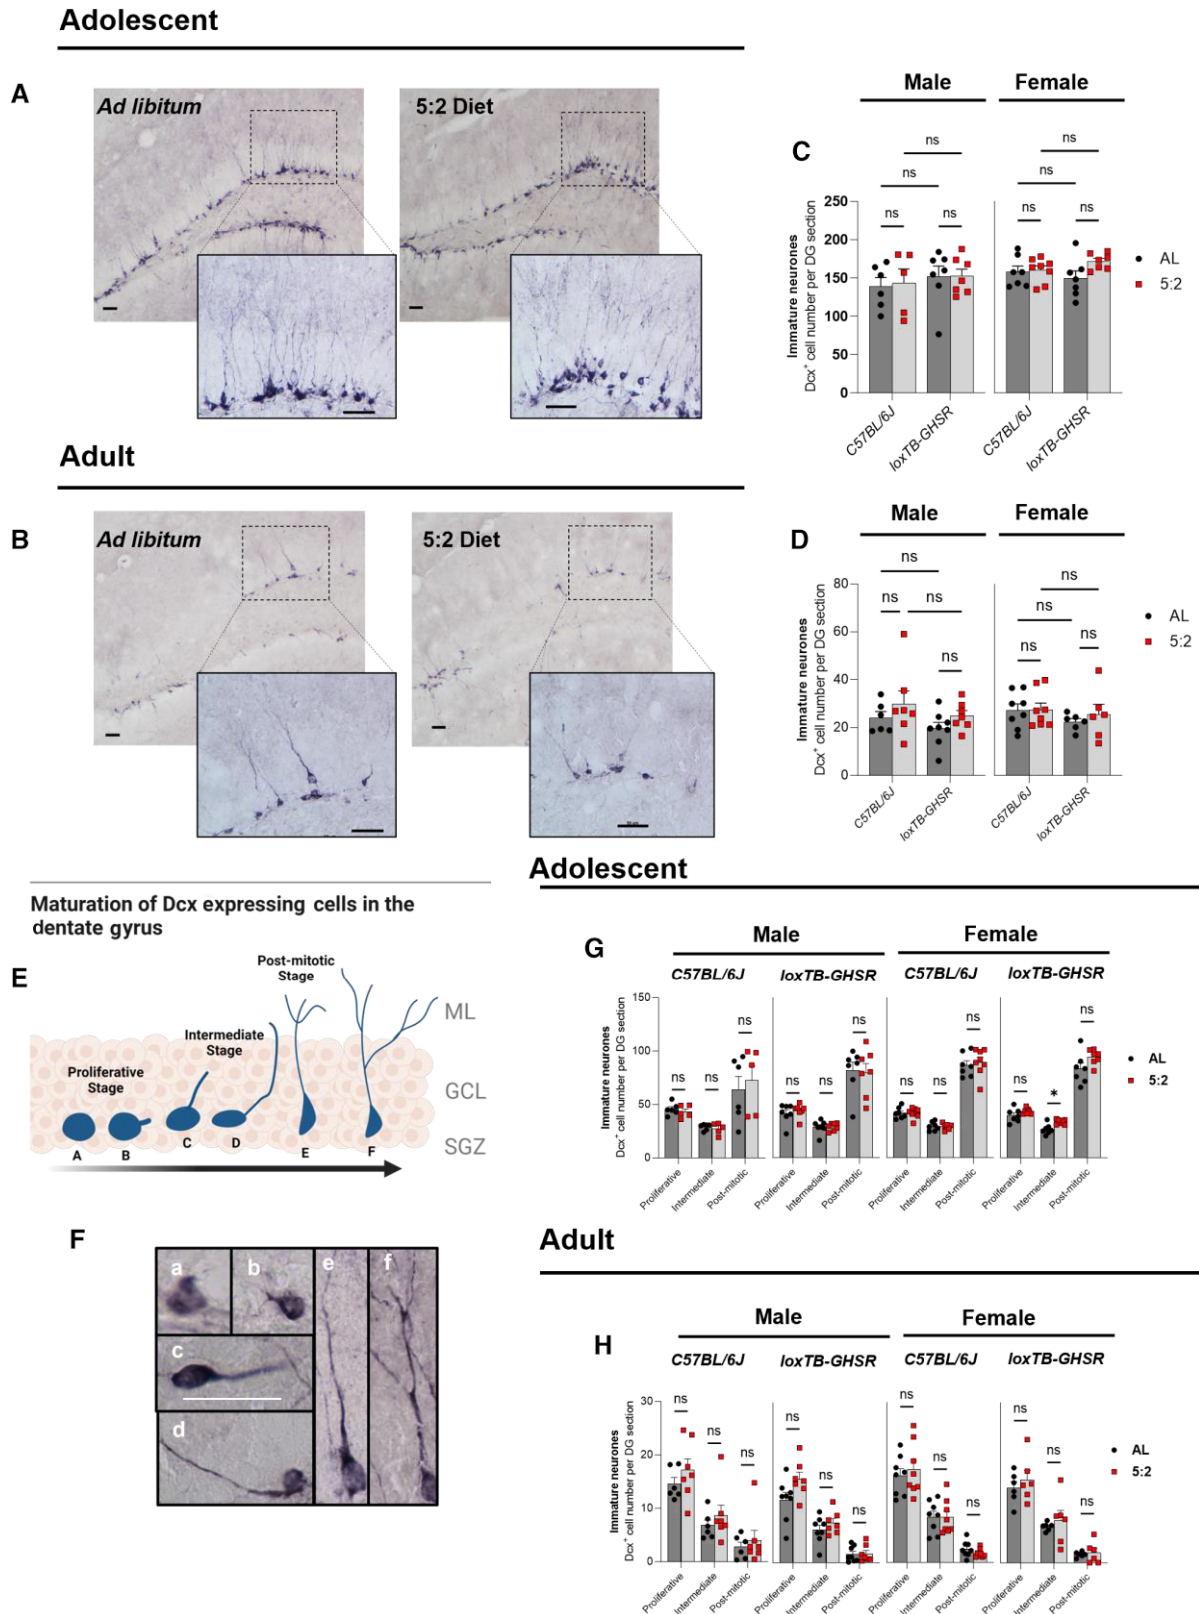 Adolescent
A
Ad libitum
5:2 Diet
Male
Female
C
ns
ns
ns
ns
ns
ns
ns
ns
250
200
150
100
50
0
Immature neurones
Dcx+ cell number per DG section
C57BL/6J
loxTB-GHSR
C57BL/6J
loxTB-GHSR
AL
5:2
Adult
B
Ad libitum
5:2 Diet
Male
Female
D
ns
ns
ns
ns
ns
ns
ns
ns
80
60
40
20
0
Immature neurones
Dcx+ cell number per DG section
C57BL/6J
loxTB-GHSR
C57BL/6J
loxTB-GHSR
AL
5:2
Maturation of Dcx expressing cells in the
dentate gyrus
E
Post-mitotic
Stage
Intermediate
Stage
Proliferative
Stage
ML
GCL
SGZ
A
B
C
D
E
F
F
a
b
c
d
e
f
Adolescent
G
Male
Female
C57BL/6J
loxTB-GHSR
C57BL/6J
loxTB-GHSR
150
100
50
0
Immature neurones
Dcx+ cell number per DG section
ns
ns
ns
ns
ns
ns
ns
ns
ns
ns
*
ns
Proliferative
Intermediate
Post-mitotic
Proliferative
Intermediate
Post-mitotic
Proliferative
Intermediate
Post-mitotic
Proliferative
Intermediate
Post-mitotic
AL
5:2
Adult
H
Male
Female
C57BL/6J
loxTB-GHSR
C57BL/6J
loxTB-GHSR
30
20
10
0
Immature neurones
Dcx+ cell number per DG section
ns
ns
ns
ns
ns
ns
ns
ns
ns
ns
ns
ns
Proliferative
Intermediate
Post-mitotic
Proliferative
Intermediate
Post-mitotic
Proliferative
Intermediate
Post-mitotic
Proliferative
Intermediate
Post-mitotic
AL
5:2